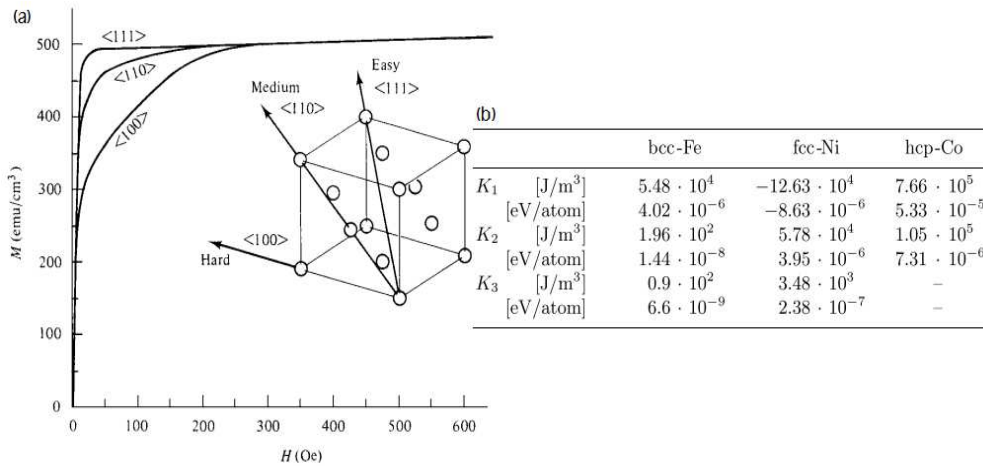 (a)
<111>
<110>
<100>
500
400
300
200
100
0
M (emu/cm³)
0 100 200 300 400 500 600
H (Oe)
Easy
<111>
Medium
<110>
<100>
Hard
(b)
bcc-Fe fcc-Ni hcp-Co
K₁ [J/m³] 5.48 · 10⁴ −12.63 · 10⁴ 7.66 · 10⁵
[eV/atom] 4.02 · 10⁻⁶ −8.63 · 10⁻⁶ 5.33 · 10⁻⁵
K₂ [J/m³] 1.96 · 10² 5.78 · 10⁴ 1.05 · 10⁵
[eV/atom] 1.44 · 10⁻⁸ 3.95 · 10⁻⁶ 7.31 · 10⁻⁶
K₃ [J/m³] 0.9 · 10² 3.48 · 10³ –
[eV/atom] 6.6 · 10⁻⁹ 2.38 · 10⁻⁷ –